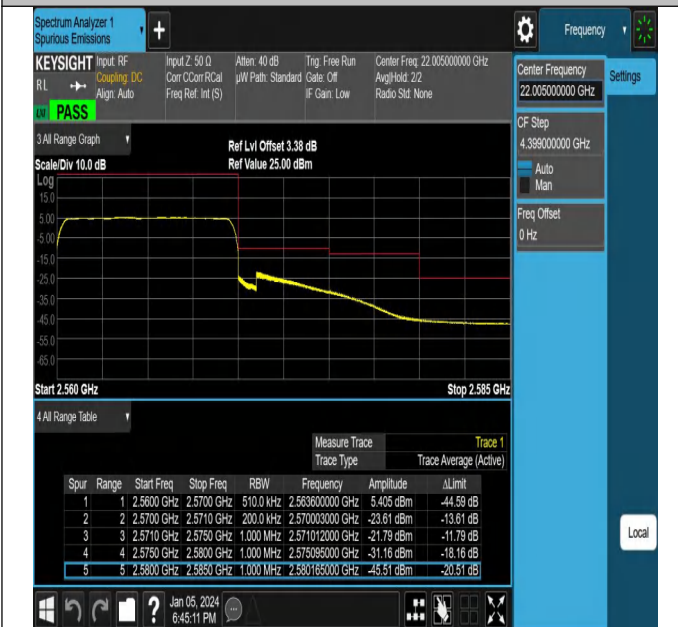 Spectrum Analyzer 1
Spurious Emissions
+
Frequency
KEYSIGHT
Input: RF
Input Z: 50 Ω
Atten: 40 dB
Trig: Free Run
Center Freq: 22.005000000 GHz
RL
Coupling: DC
Corr CCorr RCal
µW Path: Standard
Gate: Off
Avg|Hold: 2/2
Align: Auto
Freq Ref: Int (S)
IF Gain: Low
Radio Std: None
PASS
Center Frequency
22.005000000 GHz
Settings
CF Step
4.399000000 GHz
Auto
Man
Freq Offset
0 Hz
3 All Range Graph
Ref Lvl Offset 3.38 dB
Scale/Div 10.0 dB
Ref Value 25.00 dBm
Log
15.0
5.00
-5.00
-15.0
-25.0
-35.0
-45.0
-55.0
-65.0
Start 2.560 GHz
Stop 2.585 GHz
4 All Range Table
Measure Trace Trace 1
Trace Type Trace Average (Active)
Spur Range Start Freq Stop Freq RBW Frequency Amplitude ΔLimit
1 1 2.5600 GHz 2.5700 GHz 510.0 kHz 2.563600000 GHz 5.405 dBm -44.59 dB
2 2 2.5700 GHz 2.5710 GHz 200.0 kHz 2.570003000 GHz -23.61 dBm -13.61 dB
3 3 2.5710 GHz 2.5750 GHz 1.000 MHz 2.571012000 GHz -21.79 dBm -11.79 dB
4 4 2.5750 GHz 2.5800 GHz 1.000 MHz 2.575095000 GHz -31.16 dBm -18.16 dB
5 5 2.5800 GHz 2.5850 GHz 1.000 MHz 2.580165000 GHz -45.51 dBm -20.51 dB
Local
?
Jan 05, 2024
6:45:11 PM